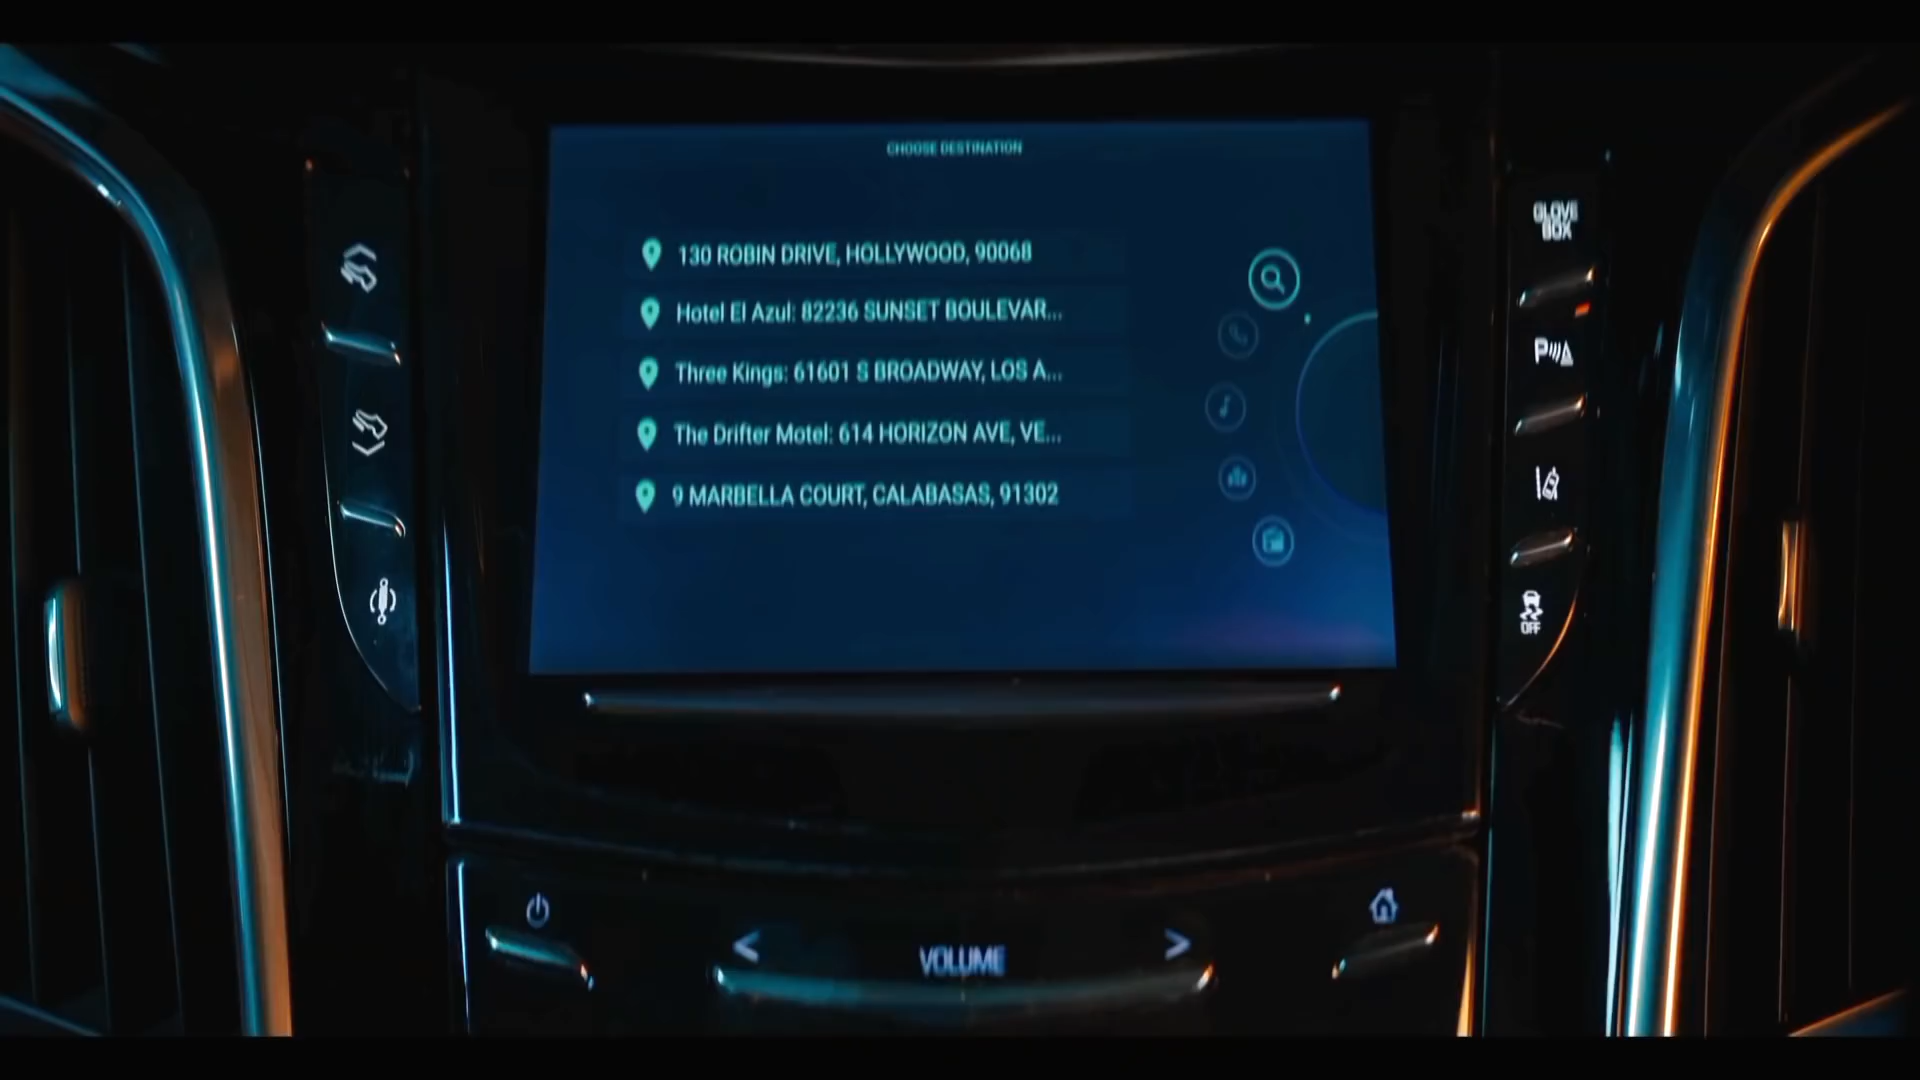 CHOOSE DESTINATION
130 ROBIN DRIVE, HOLLYWOOD, 90068
Hotel El Azul: 82236 SUNSET BOULEVAR...
Three Kings: 61601 S BROADWAY, LOS A...
The Drifter Motel: 614 HORIZON AVE, VE...
9 MARBELLA COURT, CALABASAS, 91302
GLOVE
BOX
P
OFF
< VOLUME >